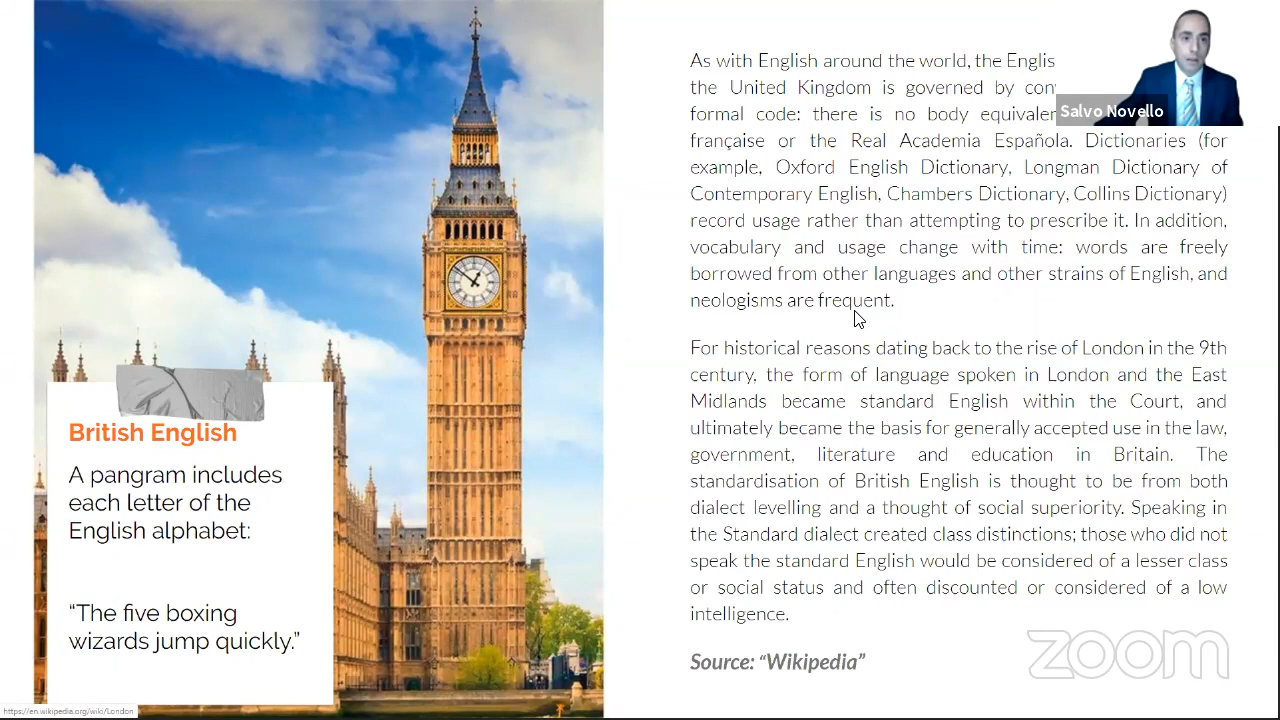 British English
A pangram includes
each letter of the
English alphabet:
“The five boxing
wizards jump quickly.”
As with English around the world, the Englis
the United Kingdom is governed by con
formal code: there is no body equivalen
française or the Real Academia Española. Dictionaries (for
example, Oxford English Dictionary, Longman Dictionary of
Contemporary English, Chambers Dictionary, Collins Dictionary)
record usage rather than attempting to prescribe it. In addition,
vocabulary and usage change with time: words are freely
borrowed from other languages and other strains of English, and
neologisms are frequent.
For historical reasons dating back to the rise of London in the 9th
century, the form of language spoken in London and the East
Midlands became standard English within the Court, and
ultimately became the basis for generally accepted use in the law,
government, literature and education in Britain. The
standardisation of British English is thought to be from both
dialect levelling and a thought of social superiority. Speaking in
the Standard dialect created class distinctions; those who did not
speak the standard English would be considered of a lesser class
or social status and often discounted or considered of a low
intelligence.
Source: “Wikipedia”
Salvo Novello
zoom
https://en.wikipedia.org/wiki/London